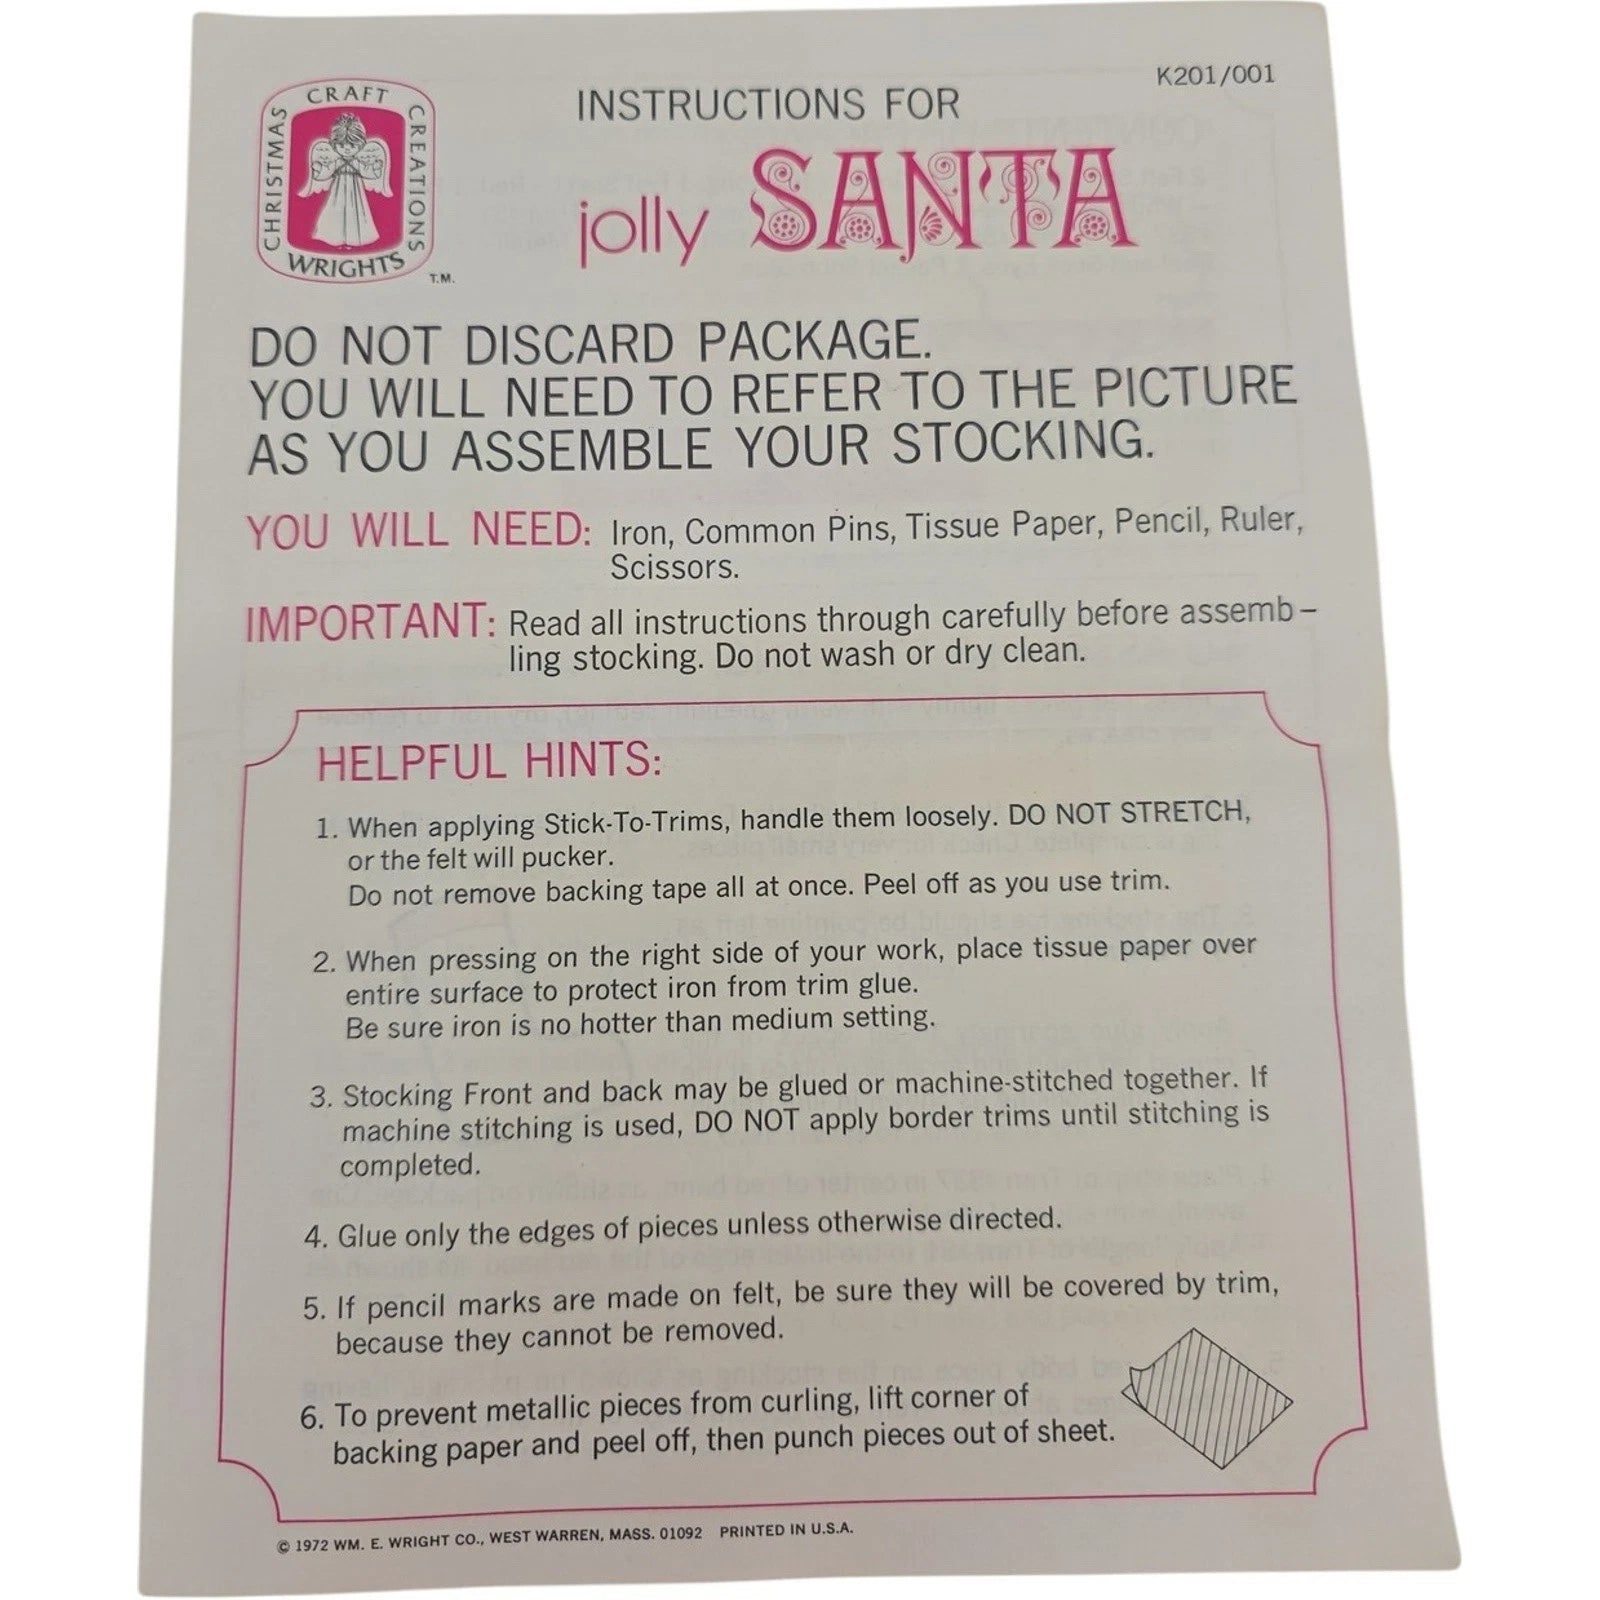 K201/001
CHRISTMAS CRAFT CREATIONS
WRIGHTS
T.M.
INSTRUCTIONS FOR
jolly SANTA
DO NOT DISCARD PACKAGE.
YOU WILL NEED TO REFER TO THE PICTURE
AS YOU ASSEMBLE YOUR STOCKING.
YOU WILL NEED: Iron, Common Pins, Tissue Paper, Pencil, Ruler,
Scissors.
IMPORTANT: Read all instructions through carefully before assemb–
ling stocking. Do not wash or dry clean.
HELPFUL HINTS:
1. When applying Stick-To-Trims, handle them loosely. DO NOT STRETCH,
or the felt will pucker.
Do not remove backing tape all at once. Peel off as you use trim.
2. When pressing on the right side of your work, place tissue paper over
entire surface to protect iron from trim glue.
Be sure iron is no hotter than medium setting.
3. Stocking Front and back may be glued or machine-stitched together. If
machine stitching is used, DO NOT apply border trims until stitching is
completed.
4. Glue only the edges of pieces unless otherwise directed.
5. If pencil marks are made on felt, be sure they will be covered by trim,
because they cannot be removed.
6. To prevent metallic pieces from curling, lift corner of
backing paper and peel off, then punch pieces out of sheet.
© 1972 WM. E. WRIGHT CO., WEST WARREN, MASS. 01092 PRINTED IN U.S.A.